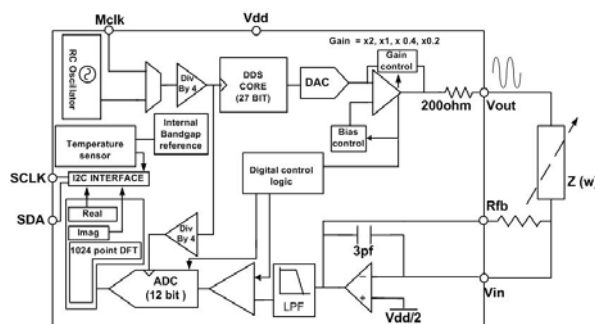 Mclk
Vdd
Gain = x2, x1, x 0.4, x0.2
RC Oscillator
Div
By 4
DDS
CORE
(27 BIT)
DAC
Gain
control
200ohm
Vout
Internal
Bandgap
reference
Temperature
sensor
Bias
control
Digital control
logic
Z (w)
SCLK
I2C INTERFACE
SDA
Real
Imag
1024 point DFT
Div
By 4
Rfb
3pf
ADC
(12 bit )
LPF
Vdd/2
Vin